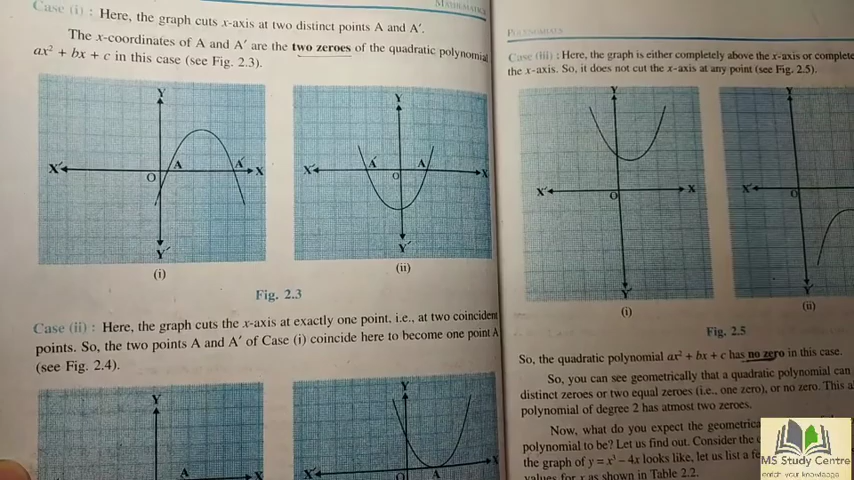 MATHEMATICS
Case (i) : Here, the graph cuts x-axis at two distinct points A and A′.
The x-coordinates of A and A′ are the two zeroes of the quadratic polynomial
ax² + bx + c in this case (see Fig. 2.3).
Y
X′ O A A′ X
Y′
(i)
Y
X′ A′ O A X
Y′
(ii)
Fig. 2.3
Case (ii) : Here, the graph cuts the x-axis at exactly one point, i.e., at two coincident
points. So, the two points A and A′ of Case (i) coincide here to become one point A
(see Fig. 2.4).
Y
A X
Y
X′ O A X
POLYNOMIALS
Case (iii) : Here, the graph is either completely above the x-axis or complete
the x-axis. So, it does not cut the x-axis at any point (see Fig. 2.5).
Y
X′ O X
Y′
(i)
Y
X′ O
(ii)
Fig. 2.5
So, the quadratic polynomial ax² + bx + c has no zero in this case.
So, you can see geometrically that a quadratic polynomial can
distinct zeroes or two equal zeroes (i.e., one zero), or no zero. This a
polynomial of degree 2 has atmost two zeroes.
Now, what do you expect the geometrica
polynomial to be? Let us find out. Consider the
the graph of y = x³ – 4x looks like, let us list a fe
values for x as shown in Table 2.2.
MS Study Centre
enrich your knowledge